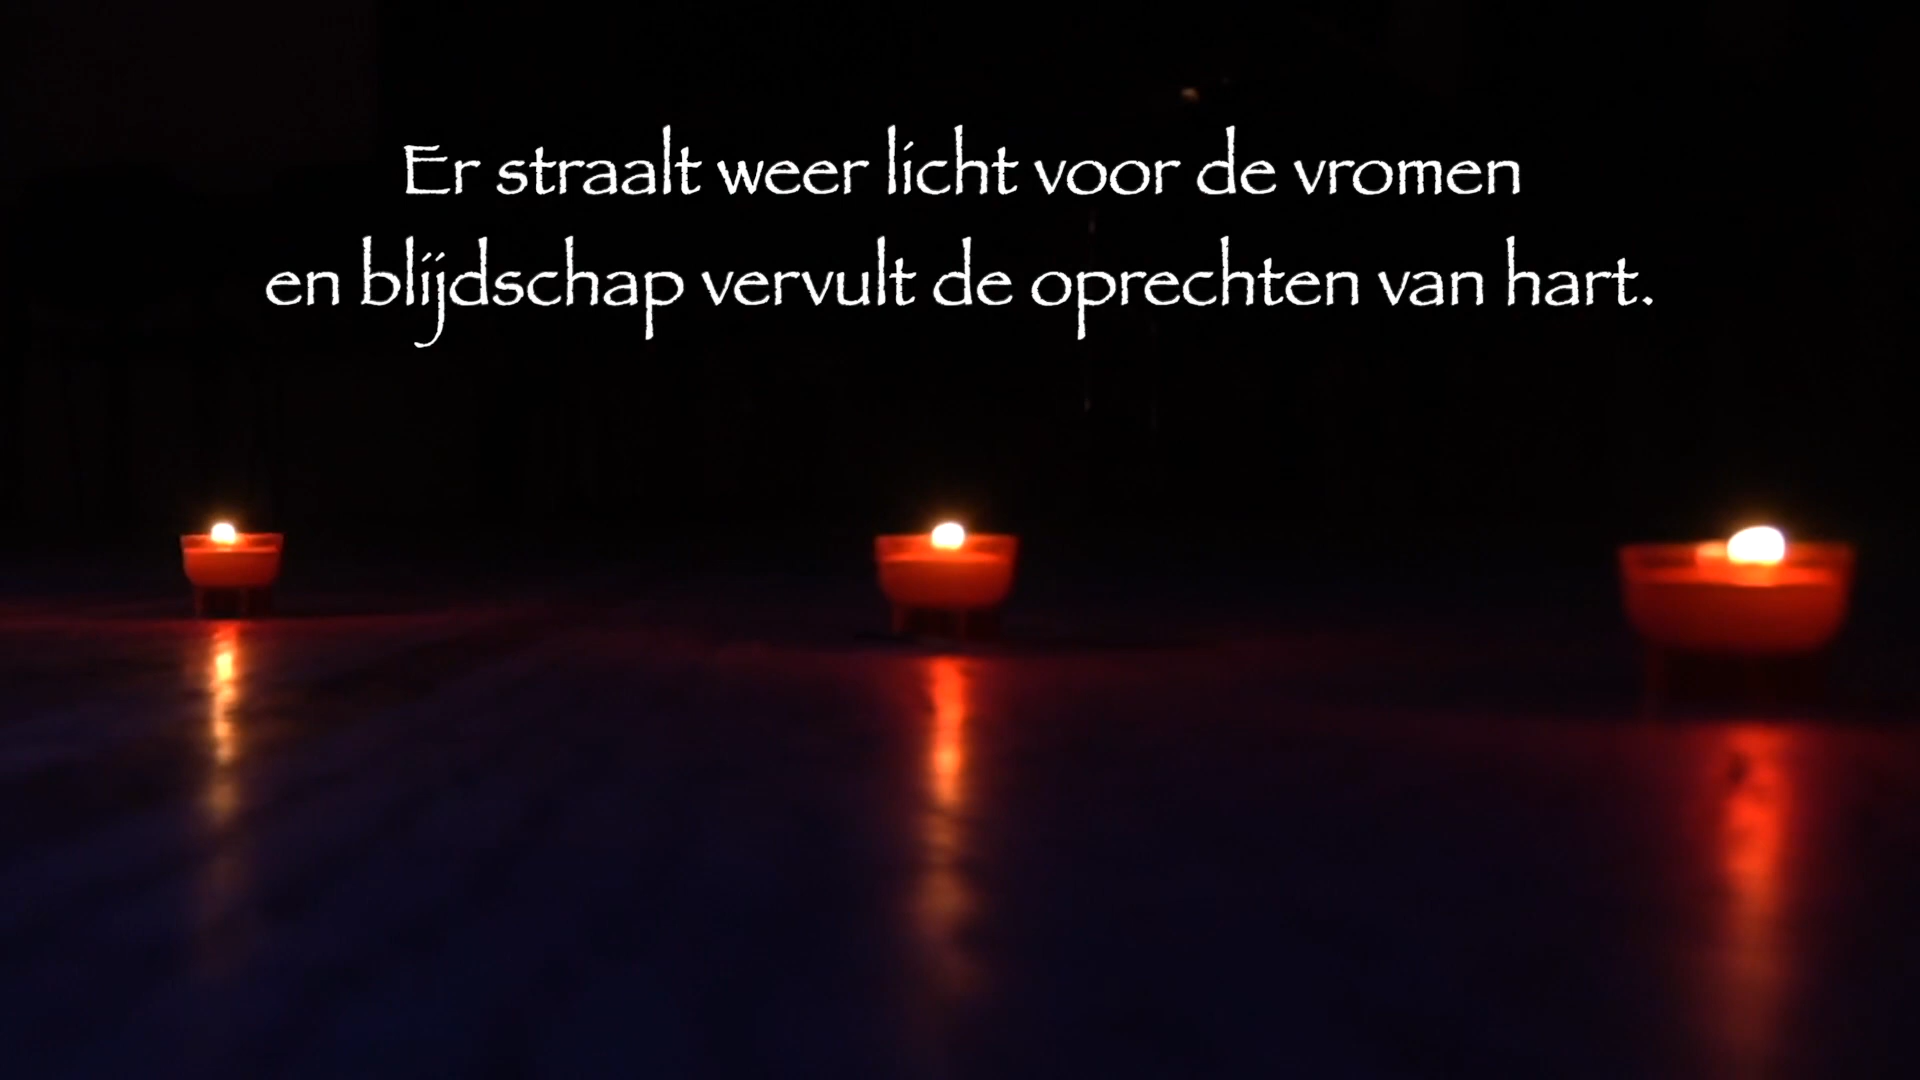 Er straalt weer licht voor de vromen
en blijdschap vervult de oprechten van hart.